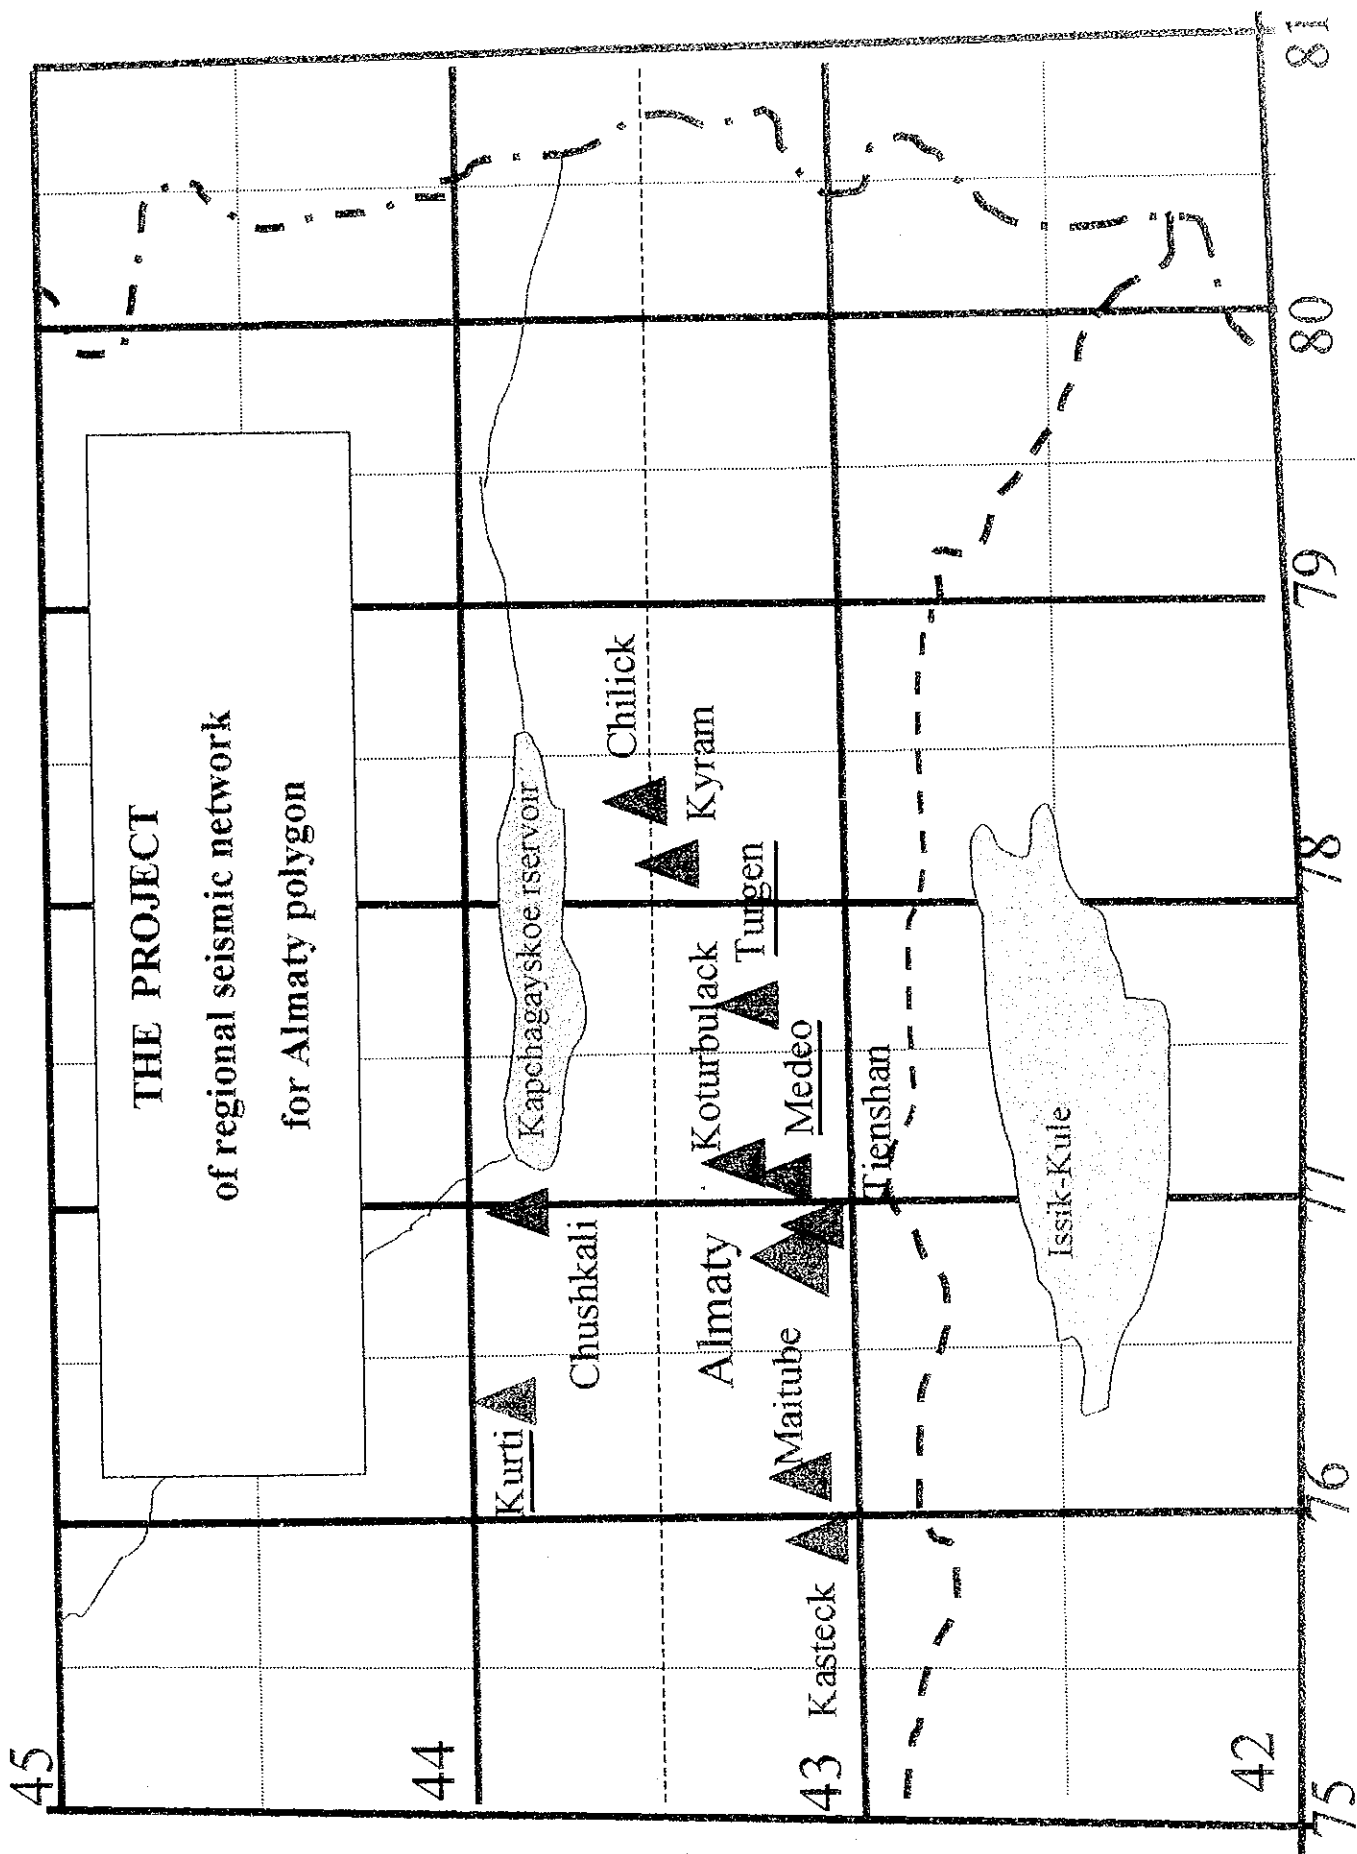 THE PROJECT
of regional seismic network
for Almaty polygon
45
44
43
42
Kapchagayskoe rservoir
Chilick
Kyram
Turgen
Koturbulack
Medeo
Tienshan
Kurti
Chushkali
Almaty
Maitube
Kasteck
Issik-Kule
75
76
77
78
79
80
81